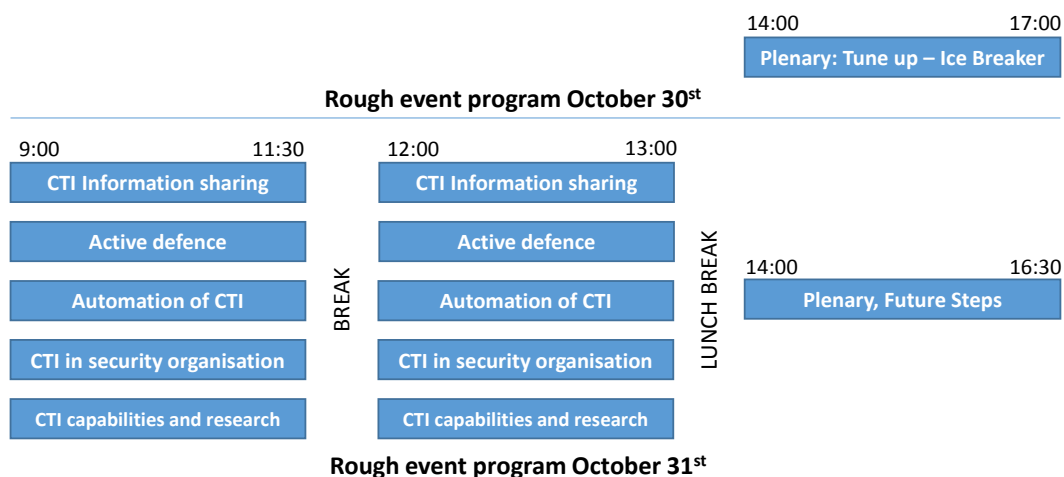 14:00 17:00
Plenary: Tune up – Ice Breaker
Rough event program October 30st
9:00 11:30
12:00 13:00
CTI Information sharing
CTI Information sharing
Active defence
Active defence
BREAK
LUNCH BREAK
14:00 16:30
Automation of CTI
Automation of CTI
Plenary, Future Steps
CTI in security organisation
CTI in security organisation
CTI capabilities and research
CTI capabilities and research
Rough event program October 31st